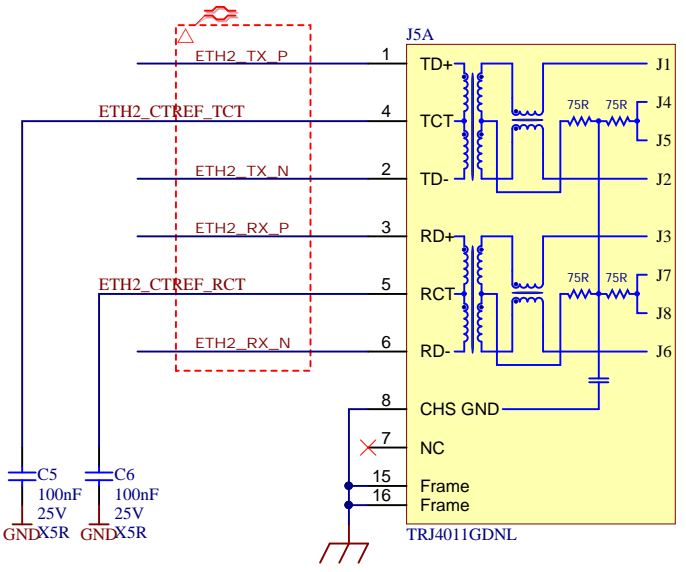 J5A
ETH2_TX_P
1
TD+
J1
75R
75R
J4
ETH2_CTREF_TCT
4
TCT
J5
ETH2_TX_N
2
TD-
J2
ETH2_RX_P
3
RD+
J3
75R
75R
J7
ETH2_CTREF_RCT
5
RCT
J8
ETH2_RX_N
6
RD-
J6
8
CHS GND
7
NC
15
Frame
16
Frame
TRJ4011GDNL
C5
100nF
25V
X5R
GND
C6
100nF
25V
X5R
GND